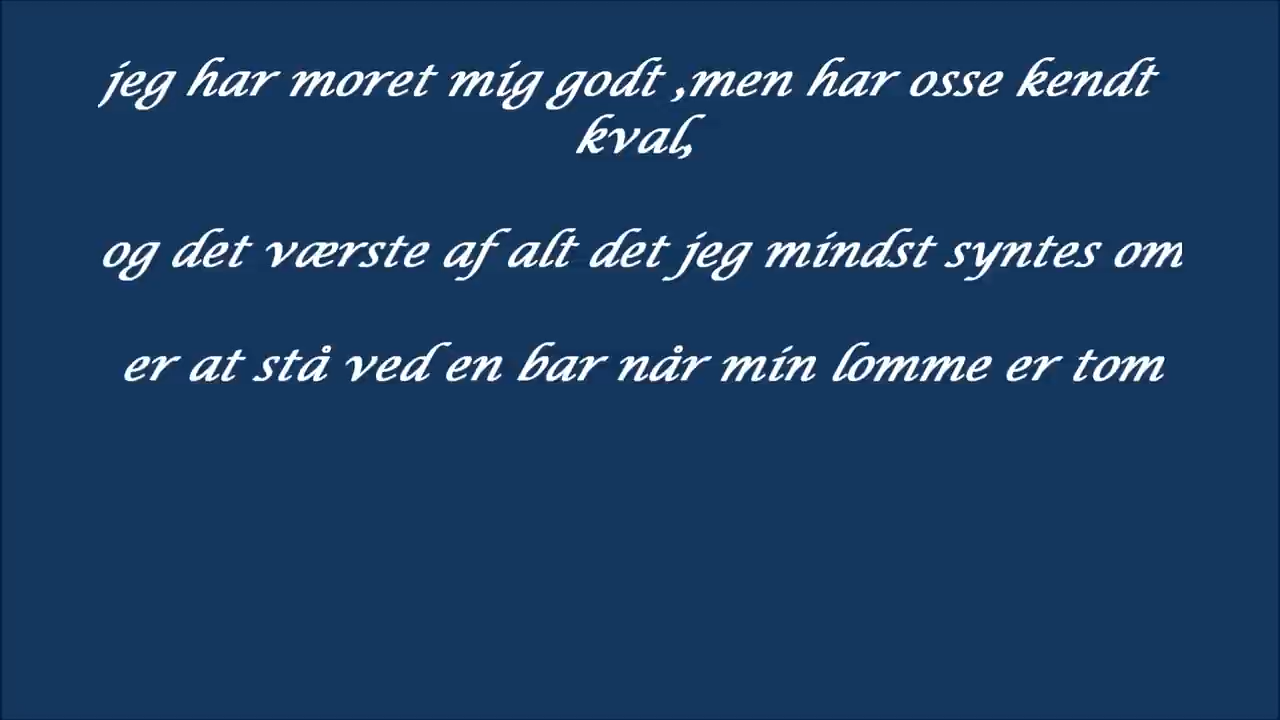 jeg har moret mig godt ,men har osse kendt
kval,
og det værste af alt det jeg mindst syntes om
er at stå ved en bar når min lomme er tom